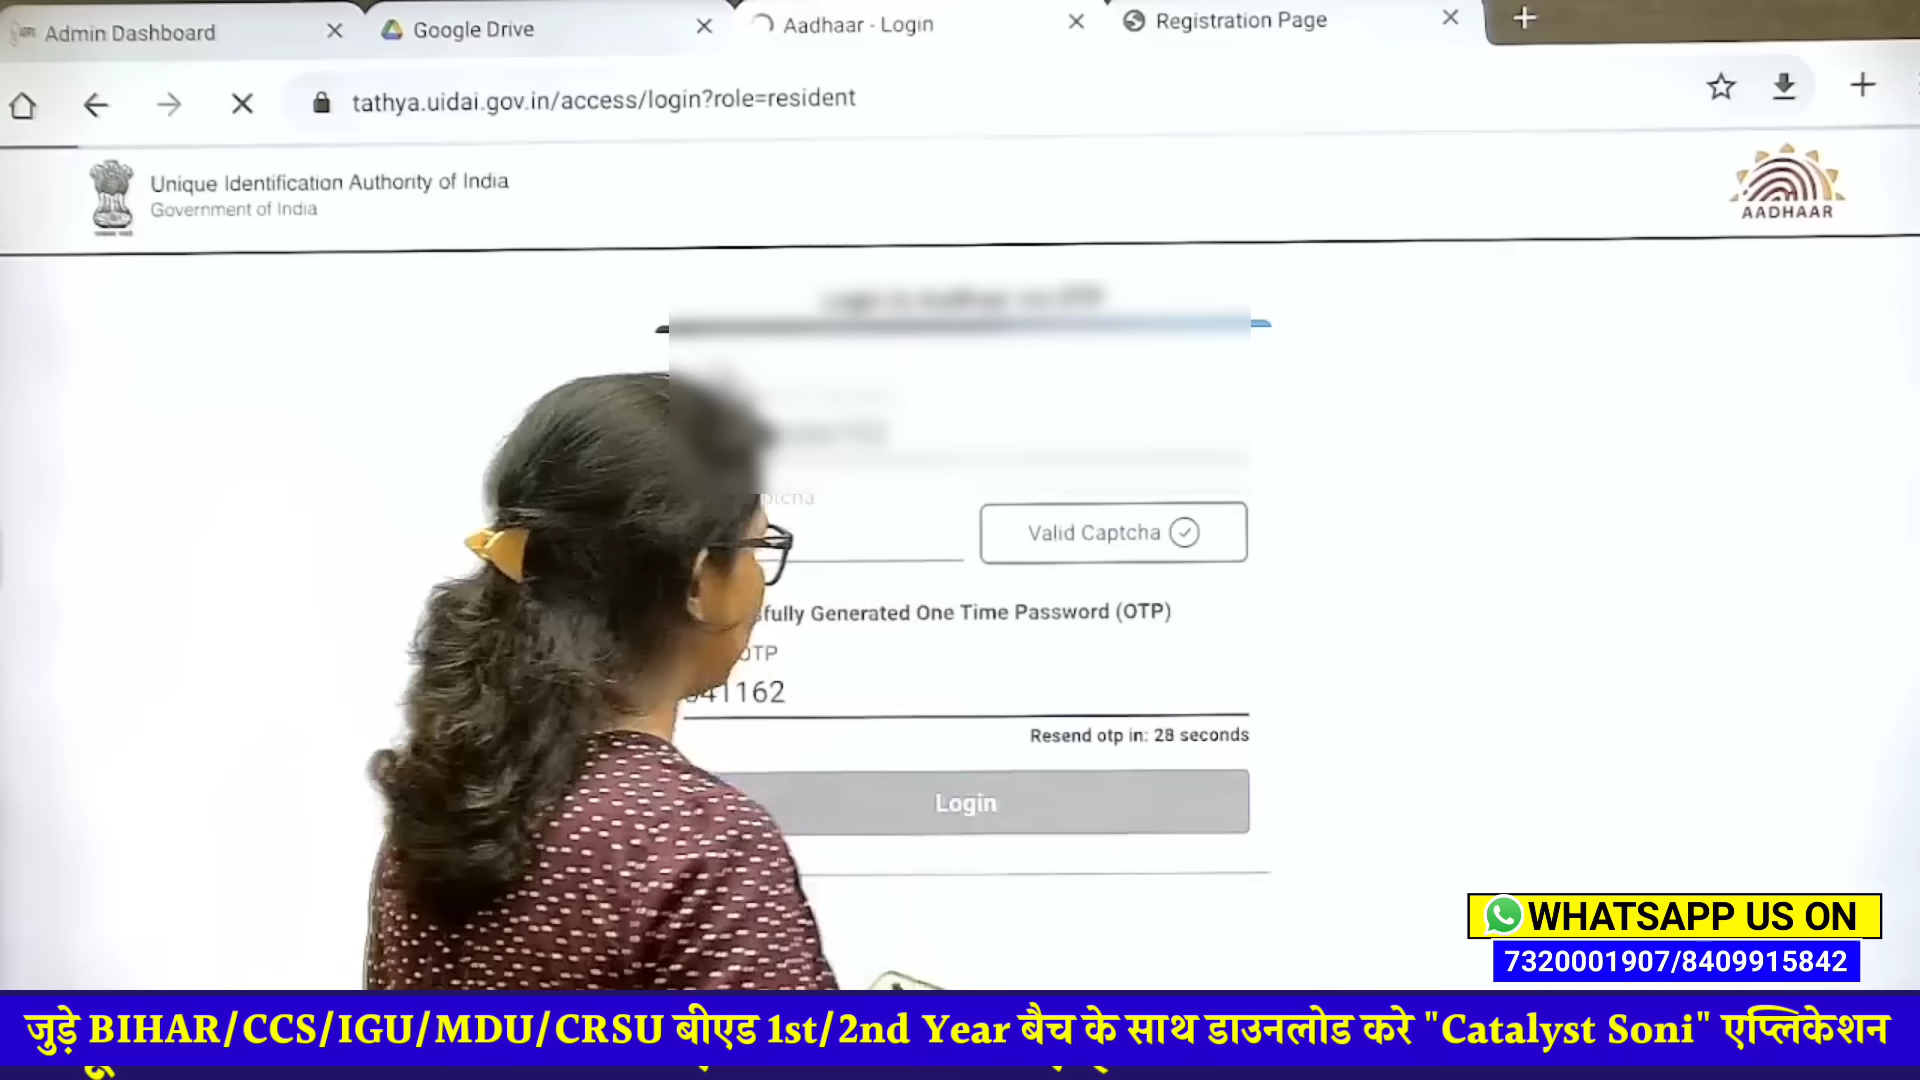 Admin Dashboard
Google Drive
Aadhaar - Login
Registration Page
tathya.uidai.gov.in/access/login?role=resident
Unique Identification Authority of India
Government of India
AADHAAR
Valid Captcha
fully Generated One Time Password (OTP)
OTP
41162
Resend otp in: 28 seconds
Login
WHATSAPP US ON
7320001907/8409915842
जुड़े BIHAR/CCS/IGU/MDU/CRSU बीएड 1st/2nd Year बैच के साथ डाउनलोड करे "Catalyst Soni" एप्लिकेशन